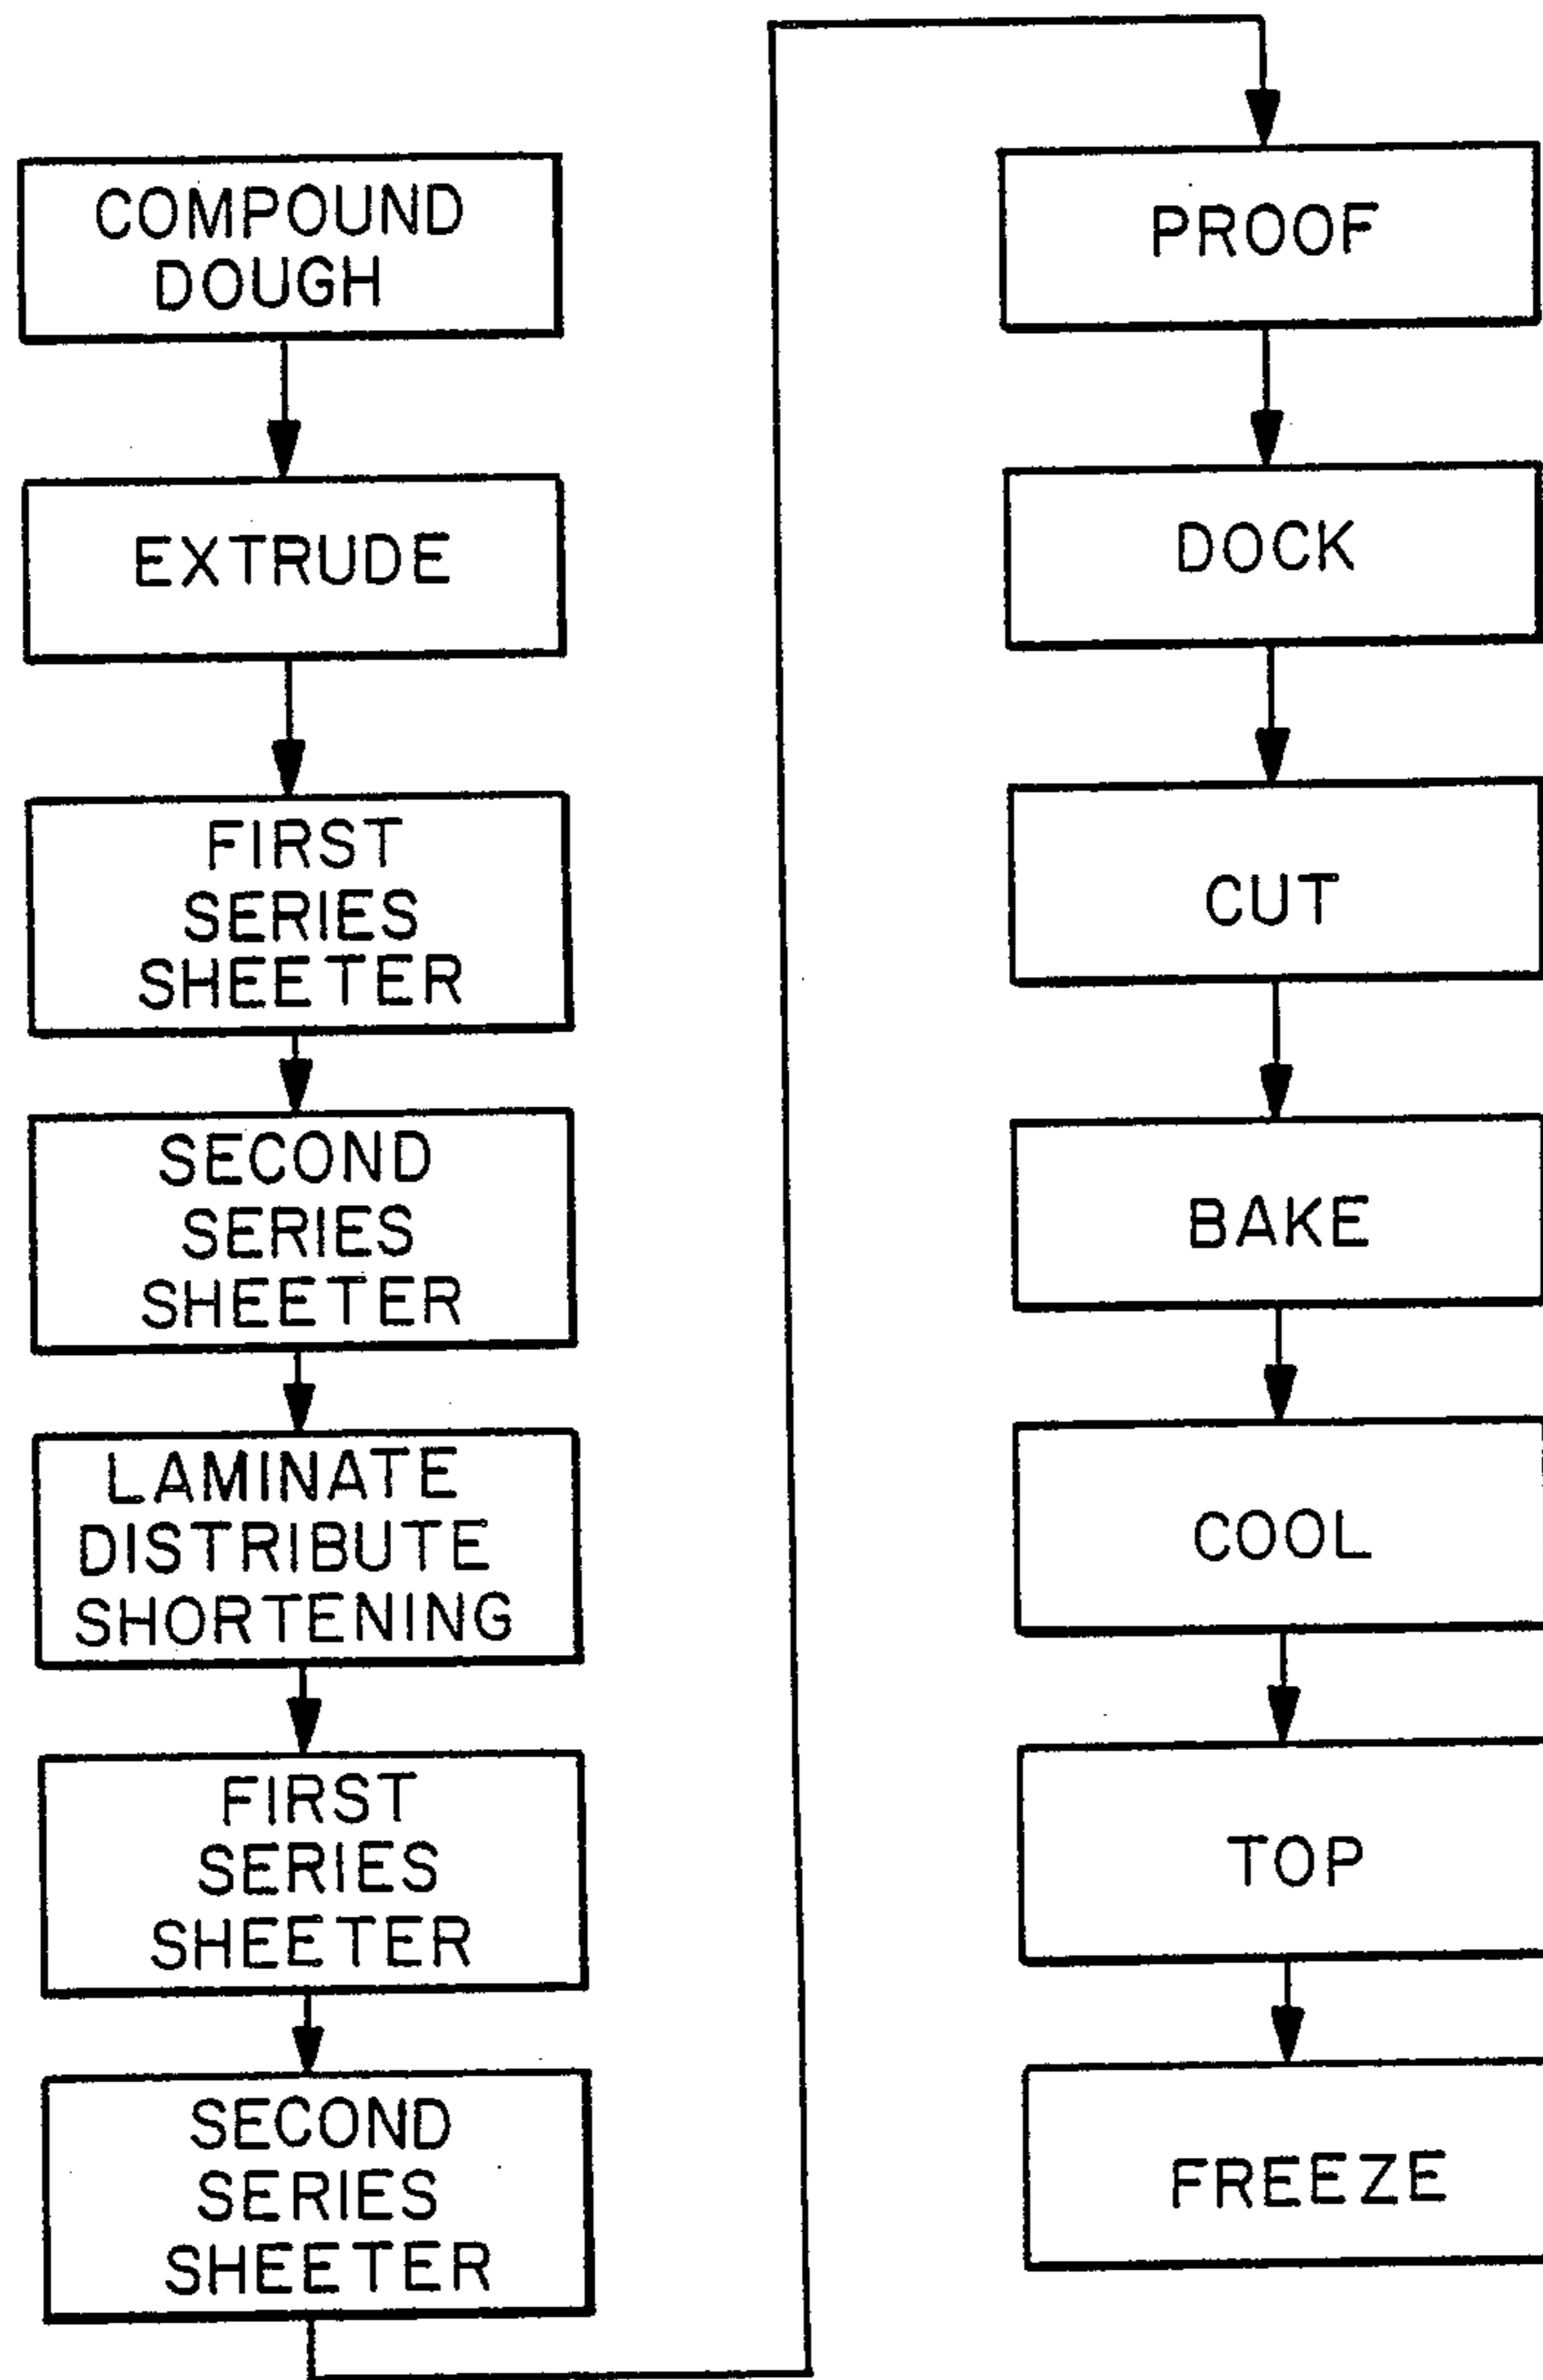 COMPOUND
DOUGH
EXTRUDE
FIRST
SERIES
SHEETER
SECOND
SERIES
SHEETER
LAMINATE
DISTRIBUTE
SHORTENING
FIRST
SERIES
SHEETER
SECOND
SERIES
SHEETER
PROOF
DOCK
CUT
BAKE
COOL
TOP
FREEZE